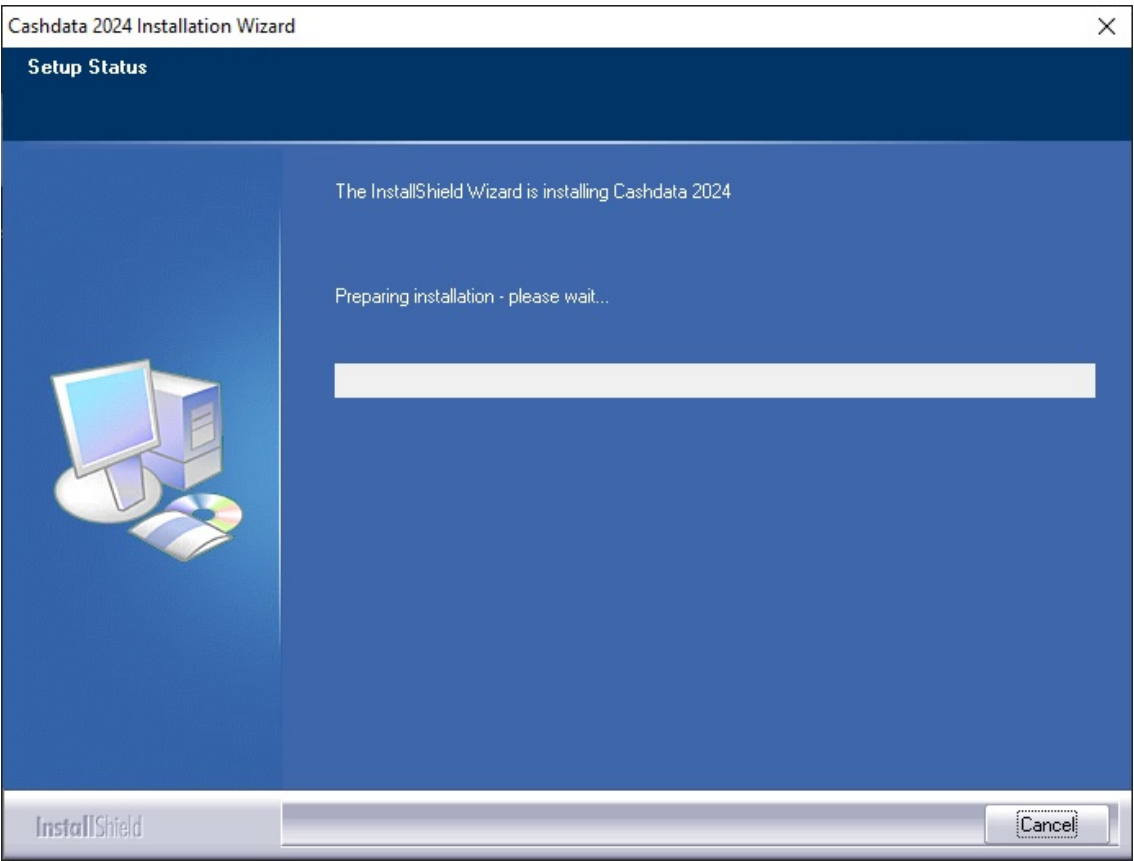 Cashdata 2024 Installation Wizard
Setup Status
The InstallShield Wizard is installing Cashdata 2024
Preparing installation - please wait...
InstallShield
Cancel